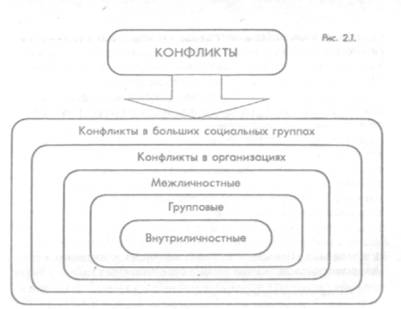 Рис. 2.1.
КОНФЛИКТЫ
Конфликты в больших социальных группах
Конфликты в организациях
Межличностные
Групповые
Внутриличностные